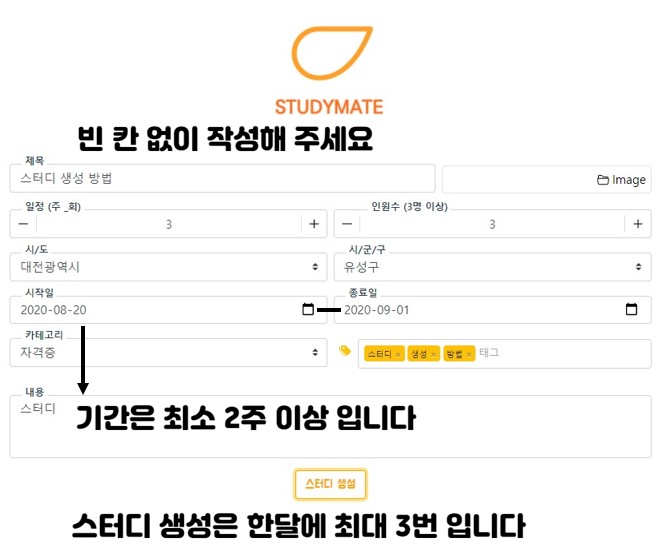 STUDYMATE
빈 칸 없이 작성해 주세요
제목
스터디 생성 방법
Image
일정 (주 _회)
인원수 (3명 이상)
− 3 +
− 3 +
시/도
시/군/구
대전광역시
유성구
시작일
종료일
2020-08-20
2020-09-01
카테고리
자격증
스터디 × 생성 × 방법 × 태그
내용
스터디
기간은 최소 2주 이상 입니다
스터디 생성
스터디 생성은 한달에 최대 3번 입니다